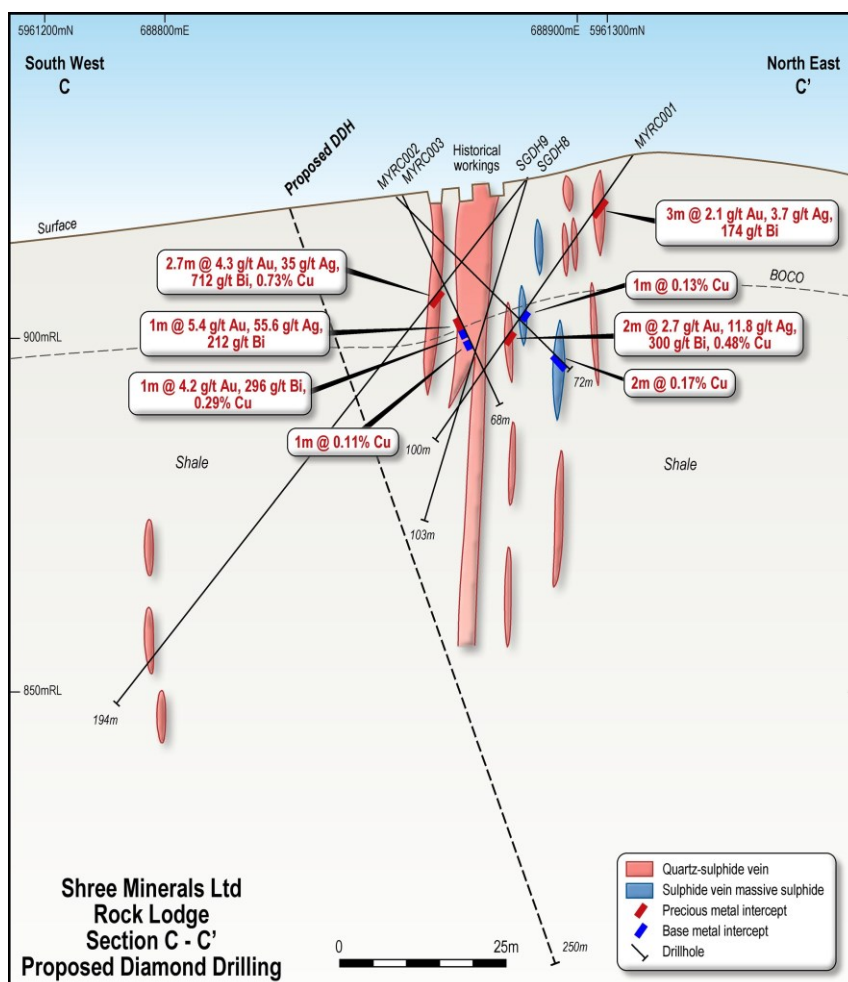 5961200mN
688800mE
688900mE
5961300mN
South West
C
North East
C'
Proposed DDH
MYRC002
MYRC003
Historical
workings
SGDH9
SGDH8
MYRC001
Surface
3m @ 2.1 g/t Au, 3.7 g/t Ag,
174 g/t Bi
2.7m @ 4.3 g/t Au, 35 g/t Ag,
712 g/t Bi, 0.73% Cu
BOCO
1m @ 0.13% Cu
1m @ 5.4 g/t Au, 55.6 g/t Ag,
212 g/t Bi
2m @ 2.7 g/t Au, 11.8 g/t Ag,
300 g/t Bi, 0.48% Cu
900mRL
1m @ 4.2 g/t Au, 296 g/t Bi,
0.29% Cu
72m
2m @ 0.17% Cu
1m @ 0.11% Cu
68m
100m
Shale
Shale
103m
850mRL
194m
Shree Minerals Ltd
Rock Lodge
Section C - C'
Proposed Diamond Drilling
0
25m
250m
Quartz-sulphide vein
Sulphide vein massive sulphide
Precious metal intercept
Base metal intercept
Drillhole